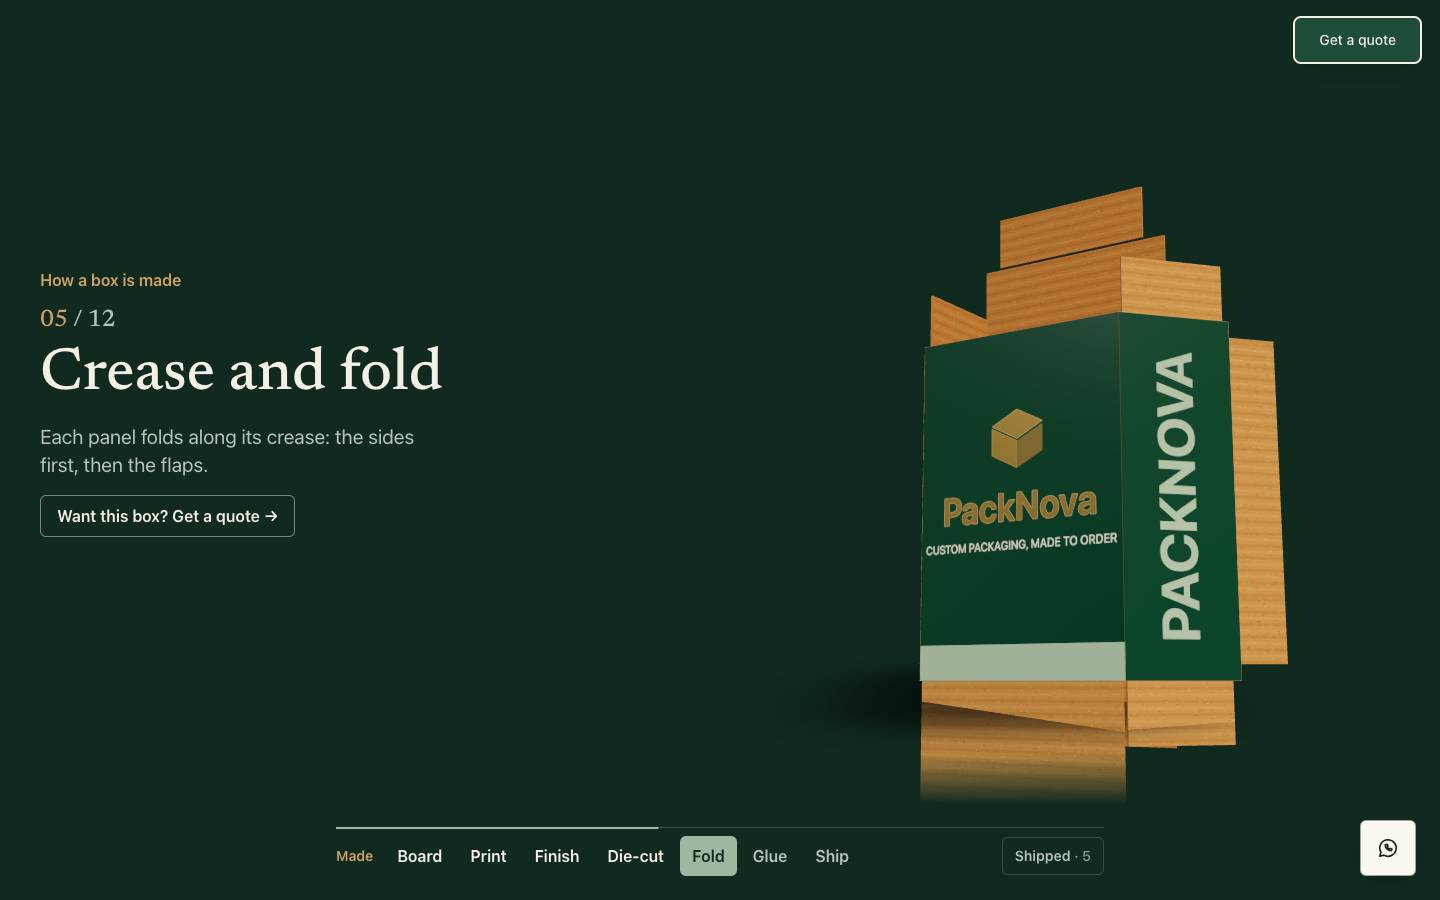 Get a quote
How a box is made
05 / 12
Crease and fold
Each panel folds along its crease: the sides
first, then the flaps.
Want this box? Get a quote →
PackNova
CUSTOM PACKAGING, MADE TO ORDER
PACKNOVA
Made Board Print Finish Die-cut Fold Glue Ship Shipped · 5